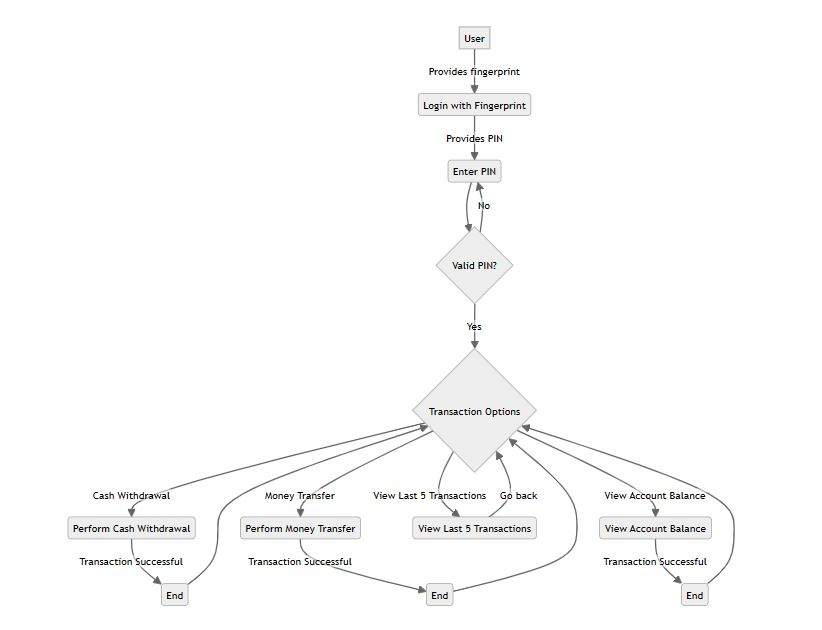 User
Provides fingerprint
Login with Fingerprint
Provides PIN
Enter PIN
No
Valid PIN?
Yes
Transaction Options
Cash Withdrawal
Money Transfer
View Last 5 Transactions
Go back
View Account Balance
Perform Cash Withdrawal
Perform Money Transfer
View Last 5 Transactions
View Account Balance
Transaction Successful
Transaction Successful
Transaction Successful
End
End
End